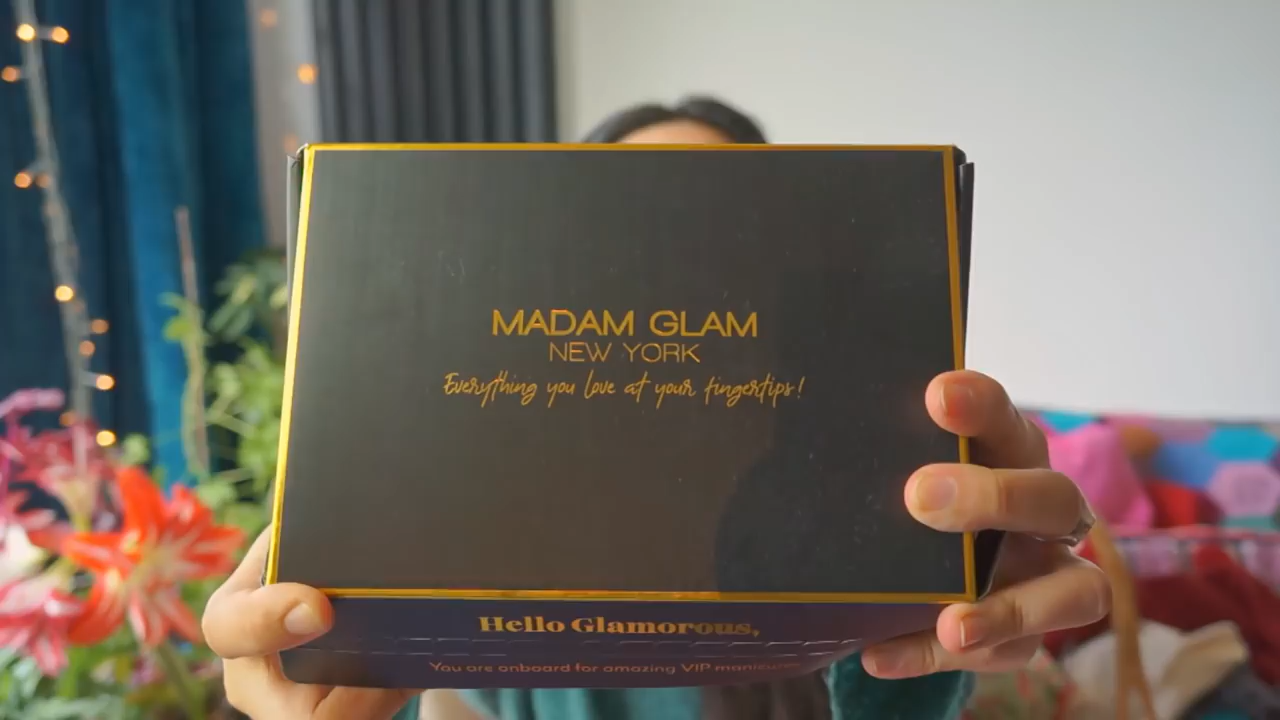 MADAM GLAM
NEW YORK
Everything you love at your fingertips!
Hello Glamorous,
You are onboard for amazing VIP manicures